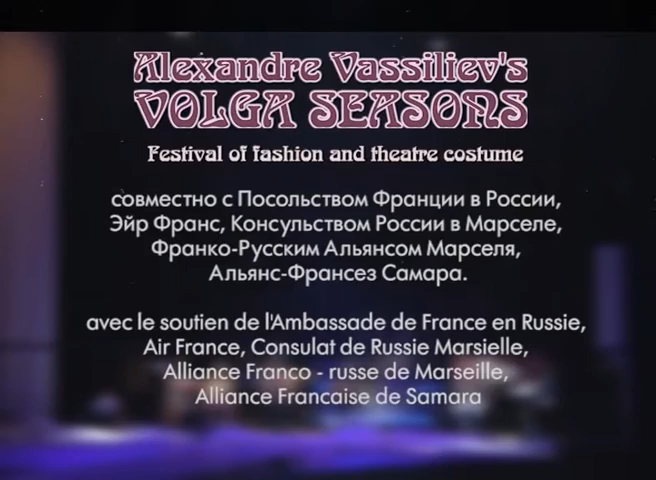 Alexandre Vassiliev's
VOLGA SEASONS
Festival of fashion and theatre costume
совместно с Посольством Франции в России,
Эйр Франс, Консульством России в Марселе,
Франко-Русским Альянсом Марселя,
Альянс-Франсез Самара.
avec le soutien de l'Ambassade de France en Russie,
Air France, Consulat de Russie Marsielle,
Alliance Franco - russe de Marseille,
Alliance Francaise de Samara